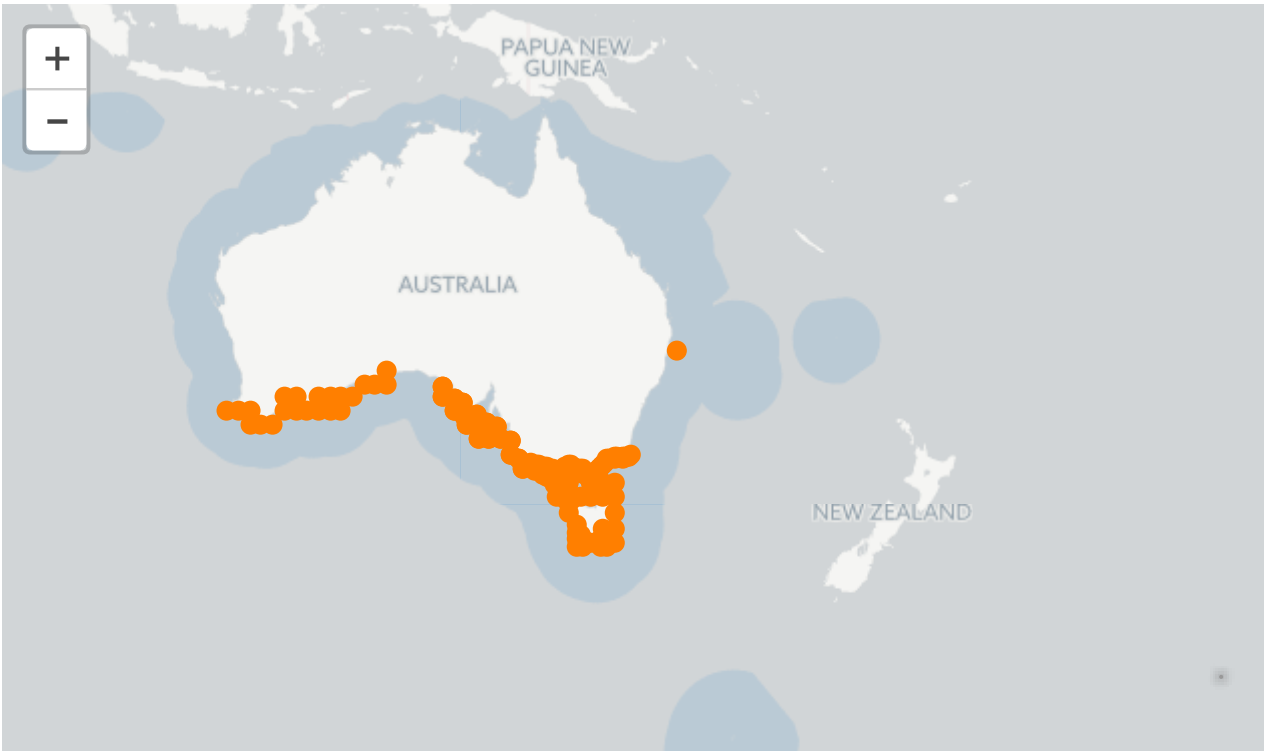 +
−
PAPUA NEW
GUINEA
AUSTRALIA
NEW ZEALAND